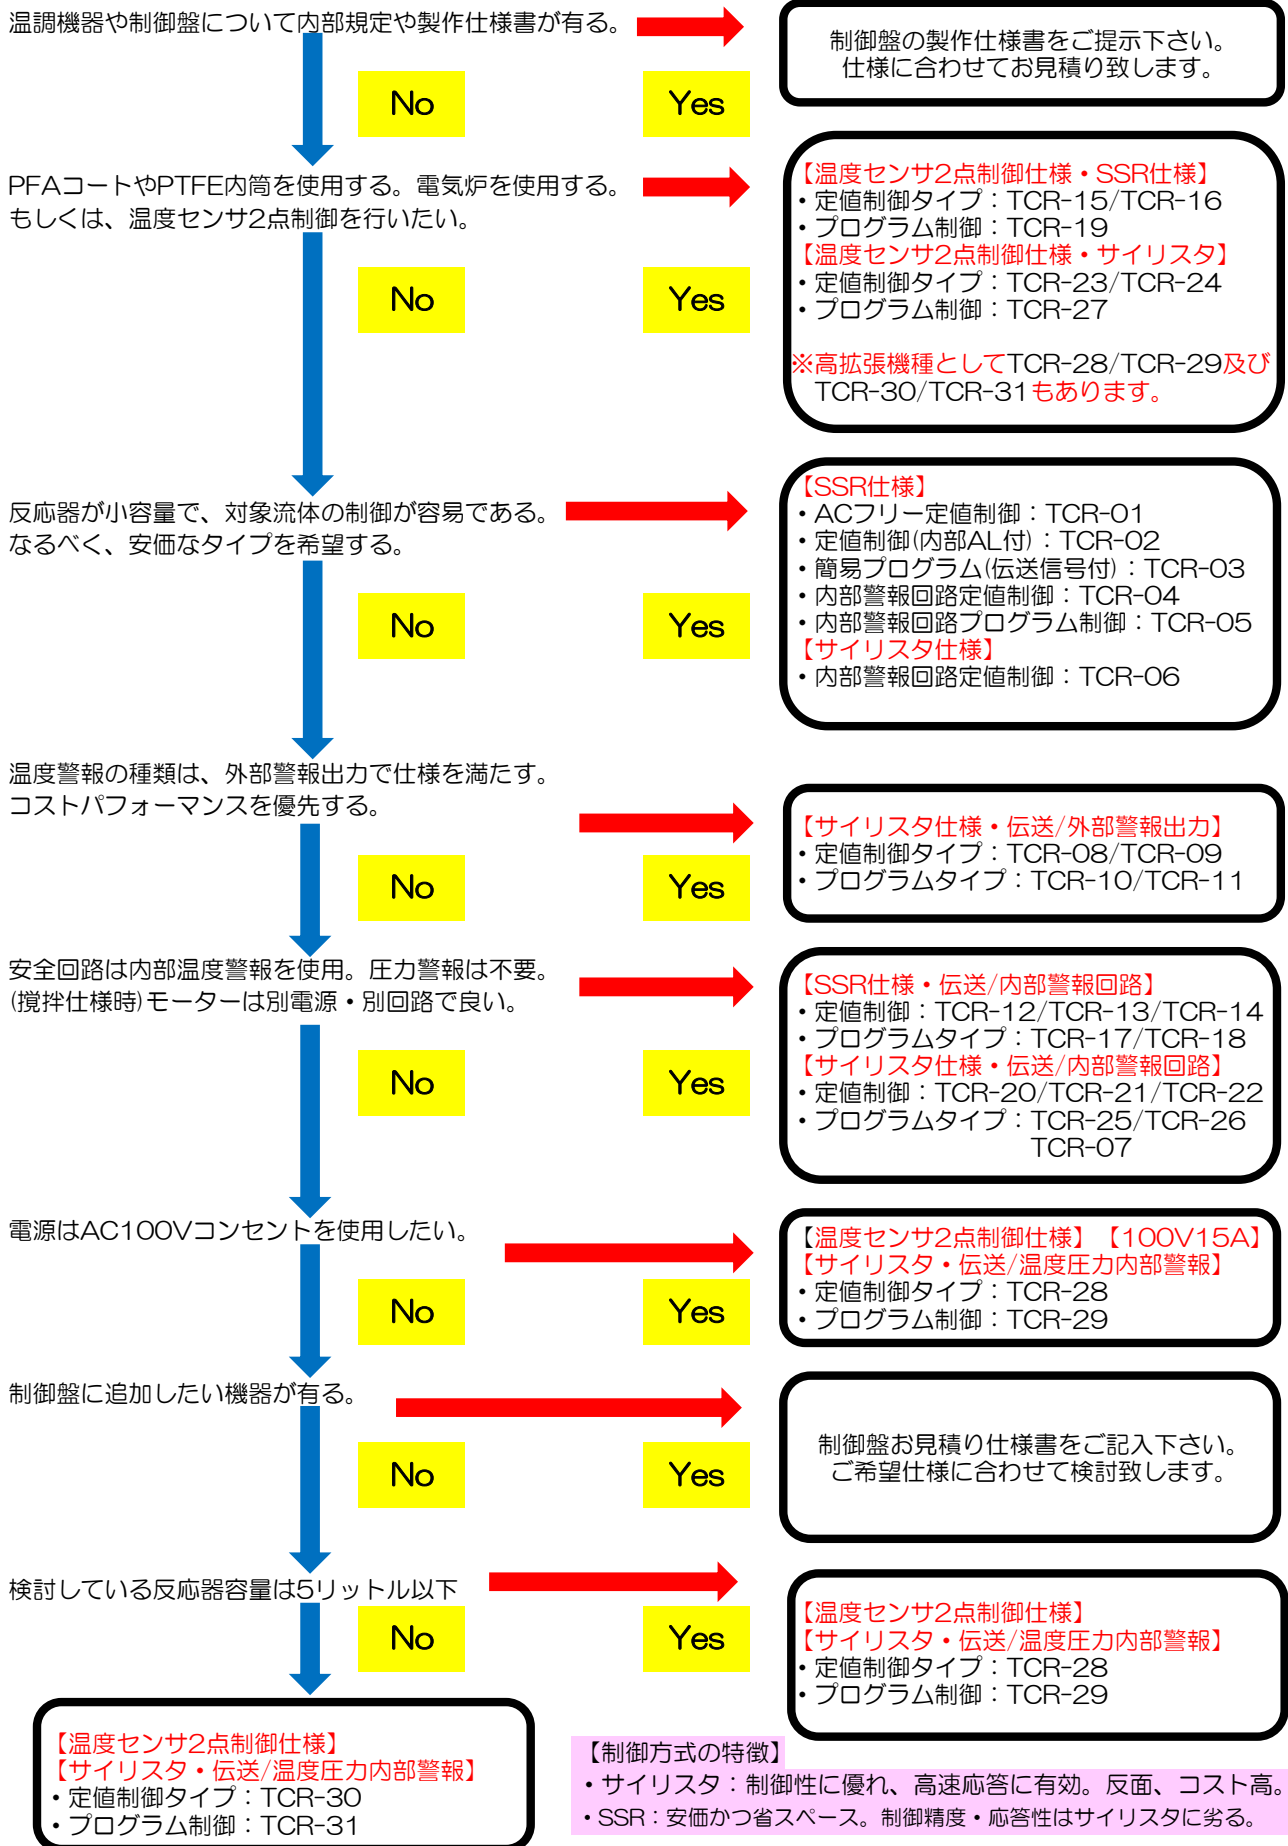 温調機器や制御盤について内部規定や製作仕様書が有る。
制御盤の製作仕様書をご提示下さい。
仕様に合わせてお見積り致します。
No
Yes
PFAコートやPTFE内筒を使用する。電気炉を使用する。
もしくは、温度センサ2点制御を行いたい。
【温度センサ2点制御仕様・SSR仕様】
・定値制御タイプ：TCR-15/TCR-16
・プログラム制御：TCR-19
【温度センサ2点制御仕様・サイリスタ】
・定値制御タイプ：TCR-23/TCR-24
・プログラム制御：TCR-27
※高拡張機種としてTCR-28/TCR-29及び
TCR-30/TCR-31もあります。
No
Yes
反応器が小容量で、対象流体の制御が容易である。
なるべく、安価なタイプを希望する。
【SSR仕様】
・ACフリー定値制御：TCR-01
・定値制御(内部AL付)：TCR-02
・簡易プログラム(伝送信号付)：TCR-03
・内部警報回路定値制御：TCR-04
・内部警報回路プログラム制御：TCR-05
【サイリスタ仕様】
・内部警報回路定値制御：TCR-06
No
Yes
温度警報の種類は、外部警報出力で仕様を満たす。
コストパフォーマンスを優先する。
【サイリスタ仕様・伝送/外部警報出力】
・定値制御タイプ：TCR-08/TCR-09
・プログラムタイプ：TCR-10/TCR-11
No
Yes
安全回路は内部温度警報を使用。圧力警報は不要。
(撹拌仕様時)モーターは別電源・別回路で良い。
【SSR仕様・伝送/内部警報回路】
・定値制御：TCR-12/TCR-13/TCR-14
・プログラムタイプ：TCR-17/TCR-18
【サイリスタ仕様・伝送/内部警報回路】
・定値制御：TCR-20/TCR-21/TCR-22
・プログラムタイプ：TCR-25/TCR-26
TCR-07
No
Yes
電源はAC100Vコンセントを使用したい。
【温度センサ2点制御仕様】【100V15A】
【サイリスタ・伝送/温度圧力内部警報】
・定値制御タイプ：TCR-28
・プログラム制御：TCR-29
No
Yes
制御盤に追加したい機器が有る。
制御盤お見積り仕様書をご記入下さい。
ご希望仕様に合わせて検討致します。
No
Yes
検討している反応器容量は5リットル以下
【温度センサ2点制御仕様】
【サイリスタ・伝送/温度圧力内部警報】
・定値制御タイプ：TCR-28
・プログラム制御：TCR-29
No
Yes
【温度センサ2点制御仕様】
【サイリスタ・伝送/温度圧力内部警報】
・定値制御タイプ：TCR-30
・プログラム制御：TCR-31
【制御方式の特徴】
・サイリスタ：制御性に優れ、高速応答に有効。反面、コスト高。
・SSR：安価かつ省スペース。制御精度・応答性はサイリスタに劣る。